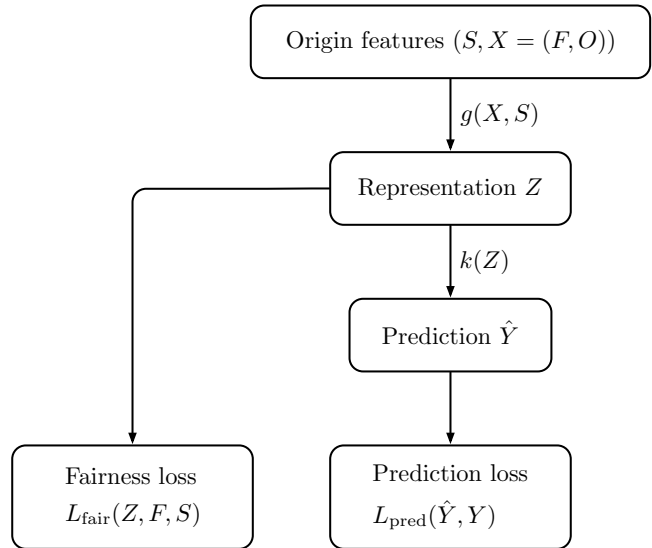 Origin features (S, X = (F, O))
g(X, S)
Representation Z
k(Z)
Prediction Ŷ
Fairness loss
L_fair(Z, F, S)
Prediction loss
L_pred(Ŷ, Y)